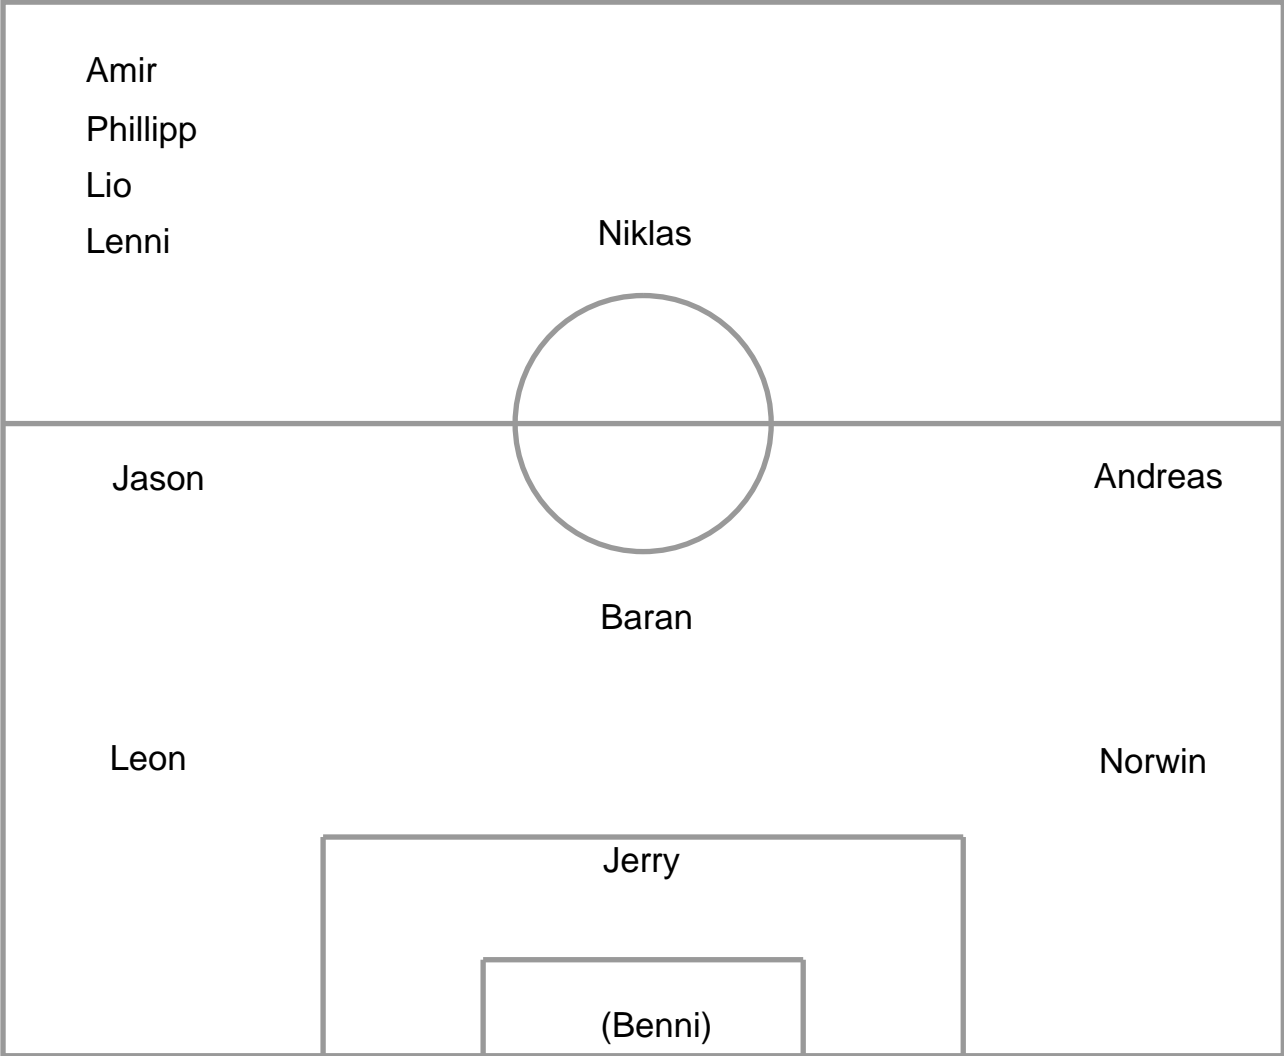 Amir
Phillipp
Lio
Lenni
Niklas
Jason
Andreas
Baran
Leon
Norwin
Jerry
(Benni)